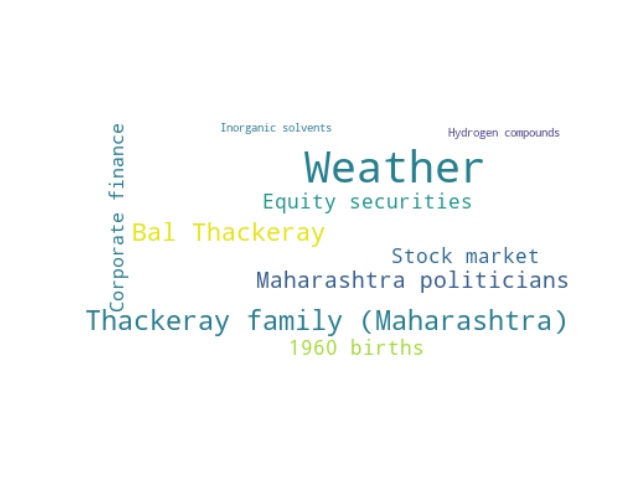 Inorganic solvents
Hydrogen compounds
Corporate finance
Weather
Equity securities
Bal Thackeray
Stock market
Maharashtra politicians
Thackeray family (Maharashtra)
1960 births